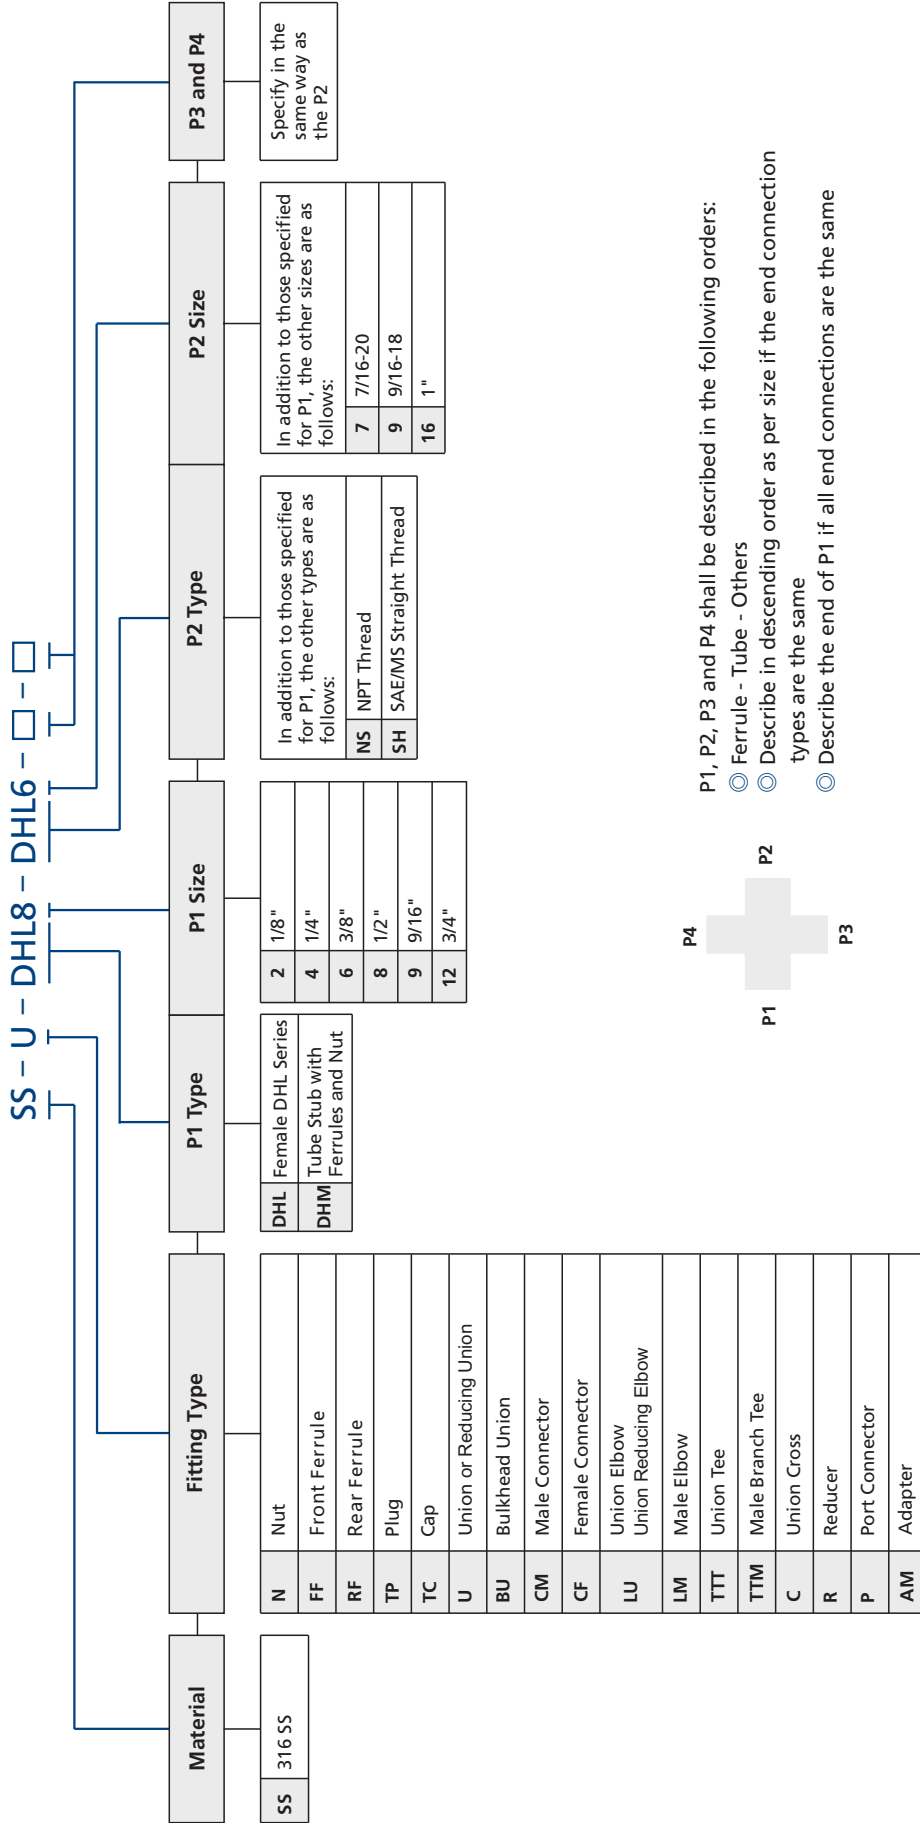 SS – U – DHL8 – DHL6 – □ – □
Material
SS 316 SS
Fitting Type
N Nut
FF Front Ferrule
RF Rear Ferrule
TP Plug
TC Cap
U Union or Reducing Union
BU Bulkhead Union
CM Male Connector
CF Female Connector
LU Union Elbow
Union Reducing Elbow
LM Male Elbow
TTT Union Tee
TTM Male Branch Tee
C Union Cross
R Reducer
P Port Connector
AM Adapter
P1 Type
DHL Female DHL Series
DHM Tube Stub with
Ferrules and Nut
P1 Size
2 1/8"
4 1/4"
6 3/8"
8 1/2"
9 9/16"
12 3/4"
P2 Type
In addition to those specified
for P1, the other types are as
follows:
NS NPT Thread
SH SAE/MS Straight Thread
P2 Size
In addition to those specified
for P1, the other sizes are as
follows:
7 7/16-20
9 9/16-18
16 1"
P3 and P4
Specify in the
same way as
the P2
P4
P1
P2
P3
P1, P2, P3 and P4 shall be described in the following orders:
◎ Ferrule - Tube - Others
◎ Describe in descending order as per size if the end connection
types are the same
◎ Describe the end of P1 if all end connections are the same